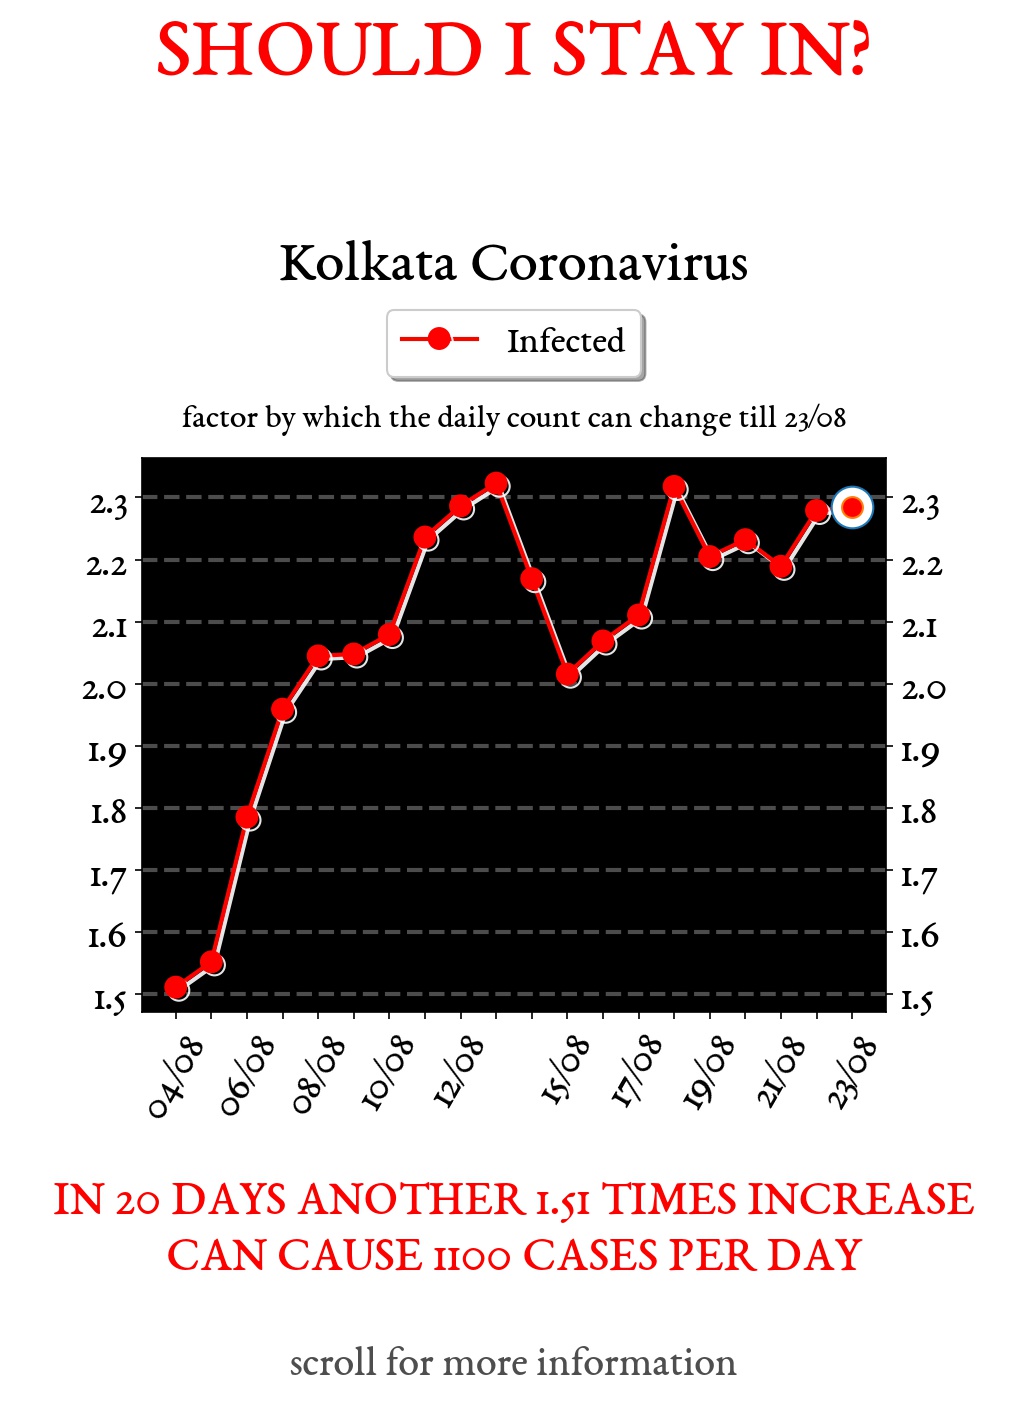 SHOULD I STAY IN?
Kolkata Coronavirus
Infected
factor by which the daily count can change till 23/08
2.3 2.3
2.2 2.2
2.1 2.1
2.0 2.0
1.9 1.9
1.8 1.8
1.7 1.7
1.6 1.6
1.5 1.5
04/08 06/08 08/08 10/08 12/08 15/08 17/08 19/08 21/08 23/08
IN 20 DAYS ANOTHER 1.51 TIMES INCREASE
CAN CAUSE 1100 CASES PER DAY
scroll for more information